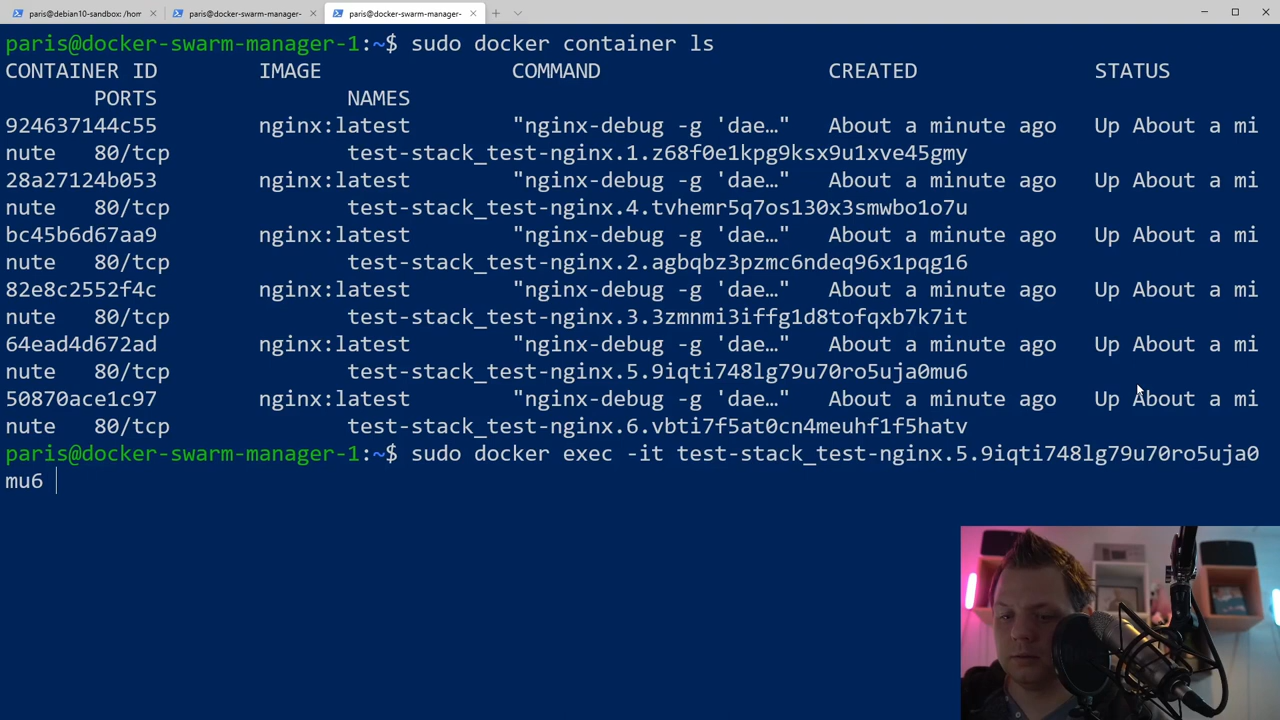 paris@debian10-sandbox: /hom
paris@docker-swarm-manager-
paris@docker-swarm-manager-
paris@docker-swarm-manager-1:~$ sudo docker container ls
CONTAINER ID IMAGE COMMAND CREATED STATUS
PORTS NAMES
924637144c55 nginx:latest "nginx-debug -g 'dae…" About a minute ago Up About a mi
nute 80/tcp test-stack_test-nginx.1.z68f0e1kpg9ksx9u1xve45gmy
28a27124b053 nginx:latest "nginx-debug -g 'dae…" About a minute ago Up About a mi
nute 80/tcp test-stack_test-nginx.4.tvhemr5q7os130x3smwbo1o7u
bc45b6d67aa9 nginx:latest "nginx-debug -g 'dae…" About a minute ago Up About a mi
nute 80/tcp test-stack_test-nginx.2.agbqbz3pzmc6ndeq96x1pqg16
82e8c2552f4c nginx:latest "nginx-debug -g 'dae…" About a minute ago Up About a mi
nute 80/tcp test-stack_test-nginx.3.3zmnmi3iffg1d8tofqxb7k7it
64ead4d672ad nginx:latest "nginx-debug -g 'dae…" About a minute ago Up About a mi
nute 80/tcp test-stack_test-nginx.5.9iqti748lg79u70ro5uja0mu6
50870ace1c97 nginx:latest "nginx-debug -g 'dae…" About a minute ago Up About a mi
nute 80/tcp test-stack_test-nginx.6.vbti7f5at0cn4meuhf1f5hatv
paris@docker-swarm-manager-1:~$ sudo docker exec -it test-stack_test-nginx.5.9iqti748lg79u70ro5uja0
mu6